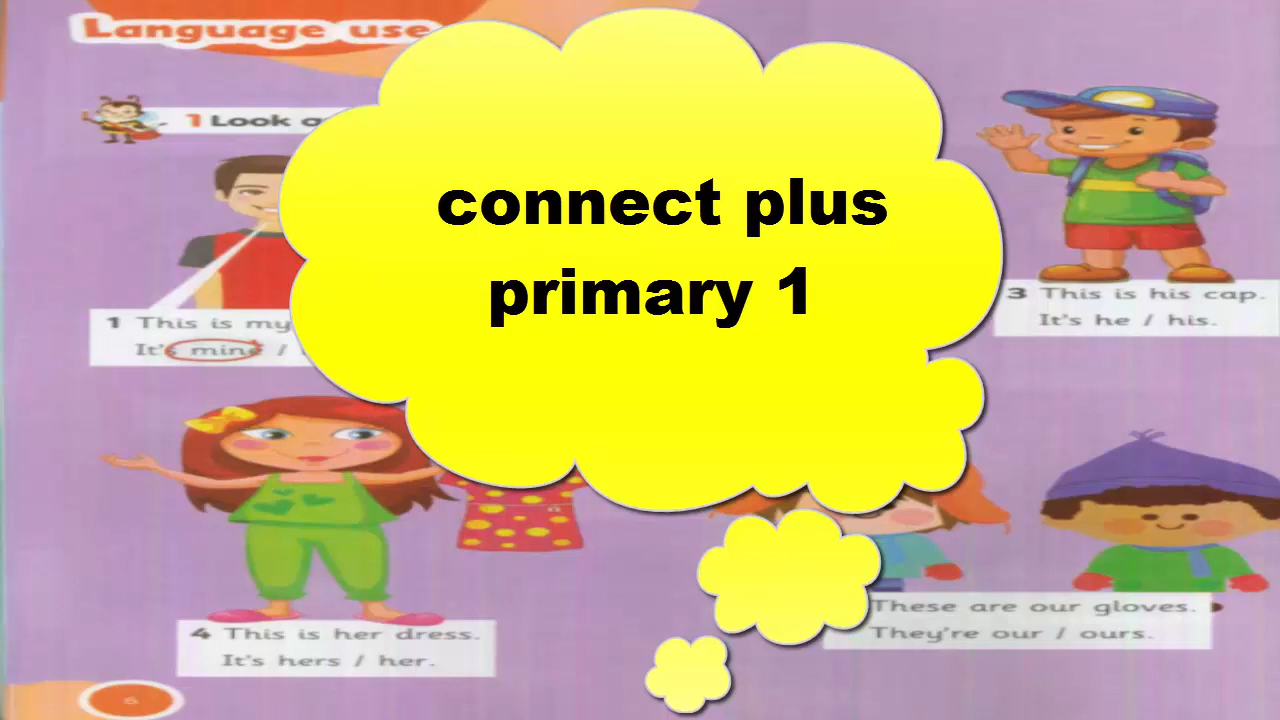 Language use
1 Look a
connect plus
primary 1
1 This is my
It's mine /
3 This is his cap.
It's he / his.
4 This is her dress.
It's hers / her.
These are our gloves.
They're our / ours.